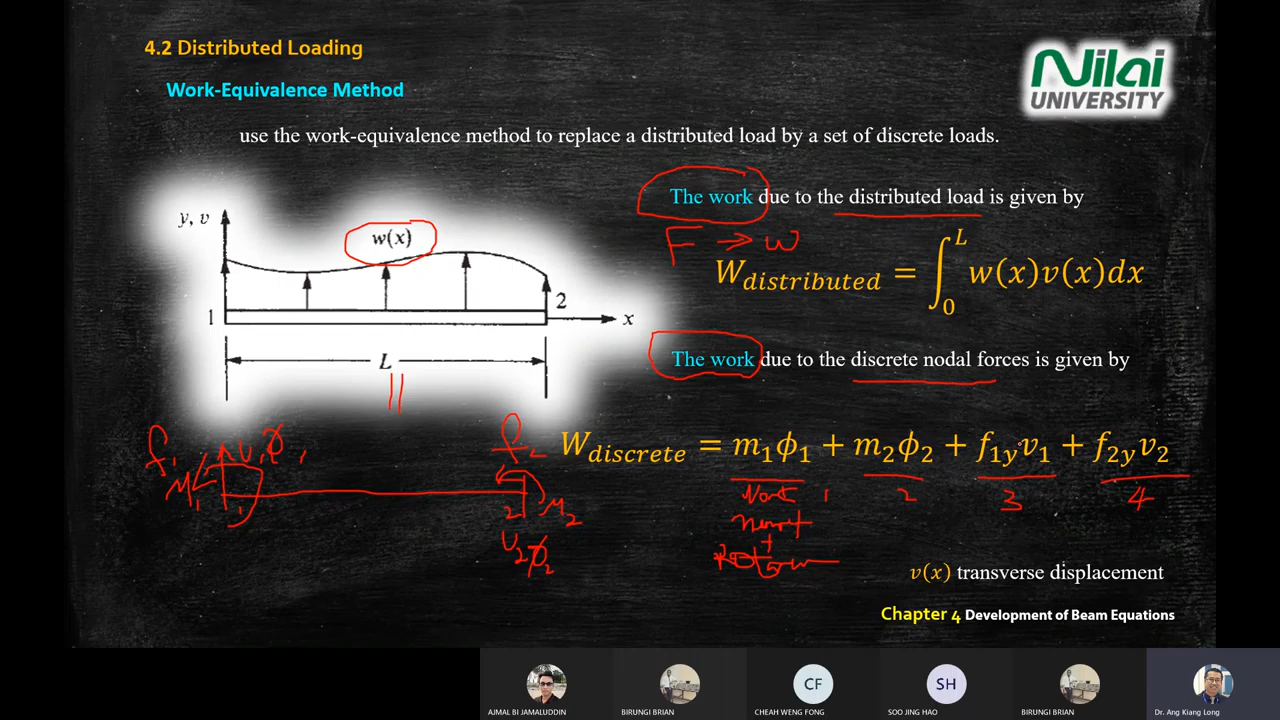 4.2 Distributed Loading
Work-Equivalence Method
Nilai
UNIVERSITY
use the work-equivalence method to replace a distributed load by a set of discrete loads.
The work due to the distributed load is given by
y, v
w(x)
F → w
W_distributed = ∫_0^L w(x)v(x)dx
1
2
x
L
The work due to the discrete nodal forces is given by
W_discrete = m_1ϕ_1 + m_2ϕ_2 + f_{1y}v_1 + f_{2y}v_2
1 2 3 4
v(x) transverse displacement
Chapter 4 Development of Beam Equations
AJMAL BI JAMALUDDIN
BIRUNGI BRIAN
CF
CHEAH WENG FONG
SH
SOO JING HAO
BIRUNGI BRIAN
Dr. Ang Kiang Long